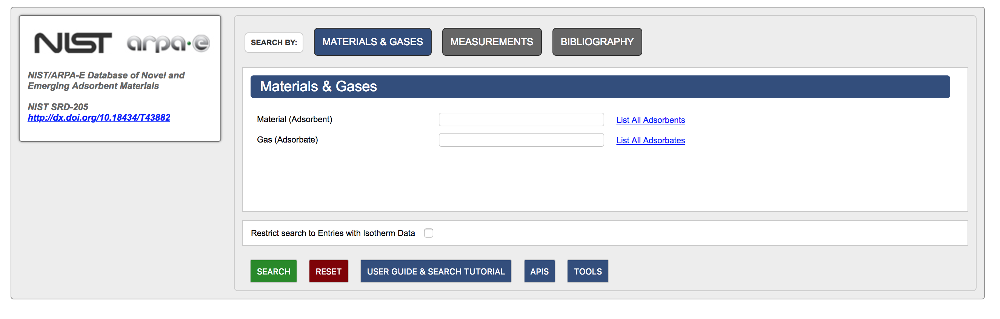 NIST arpa·e
NIST/ARPA-E Database of Novel and
Emerging Adsorbent Materials
NIST SRD-205
http://dx.doi.org/10.18434/T43882
SEARCH BY: MATERIALS & GASES MEASUREMENTS BIBLIOGRAPHY
Materials & Gases
Material (Adsorbent) List All Adsorbents
Gas (Adsorbate) List All Adsorbates
Restrict search to Entries with Isotherm Data
SEARCH RESET USER GUIDE & SEARCH TUTORIAL APIS TOOLS